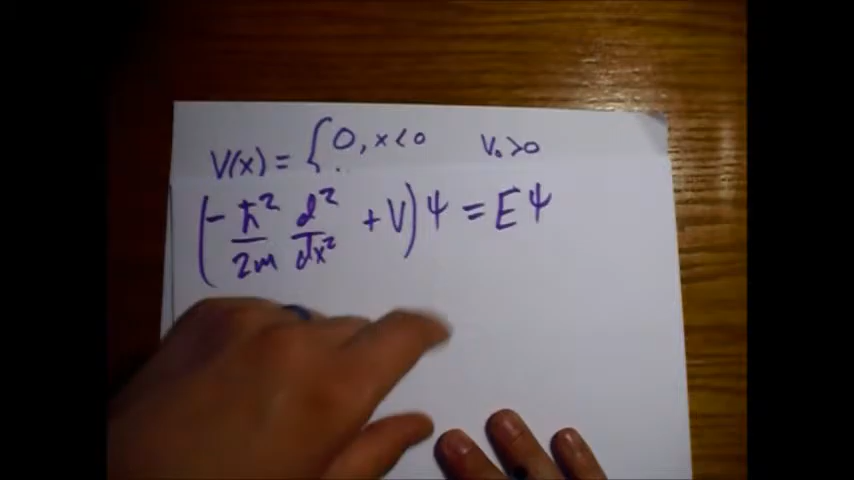 V(x) = { 0, x<0   V₀>0
(-ħ²/2m d²/dx² + V) ψ = E ψ